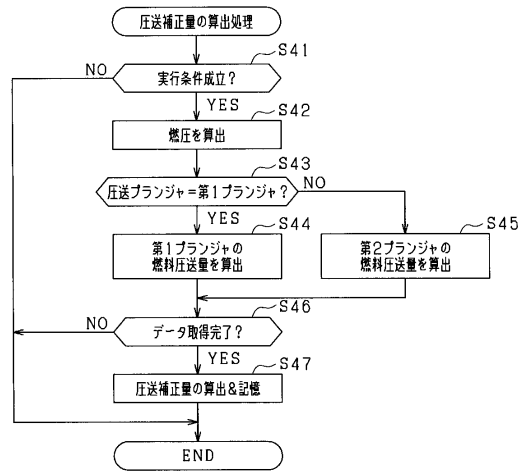 圧送補正量の算出処理
S41
実行条件成立?
NO
YES
S42
燃圧を算出
S43
圧送プランジャ=第1プランジャ?
NO
YES
S44
第1プランジャの
燃料圧送量を算出
S45
第2プランジャの
燃料圧送量を算出
S46
データ取得完了?
NO
YES
S47
圧送補正量の算出&記憶
END